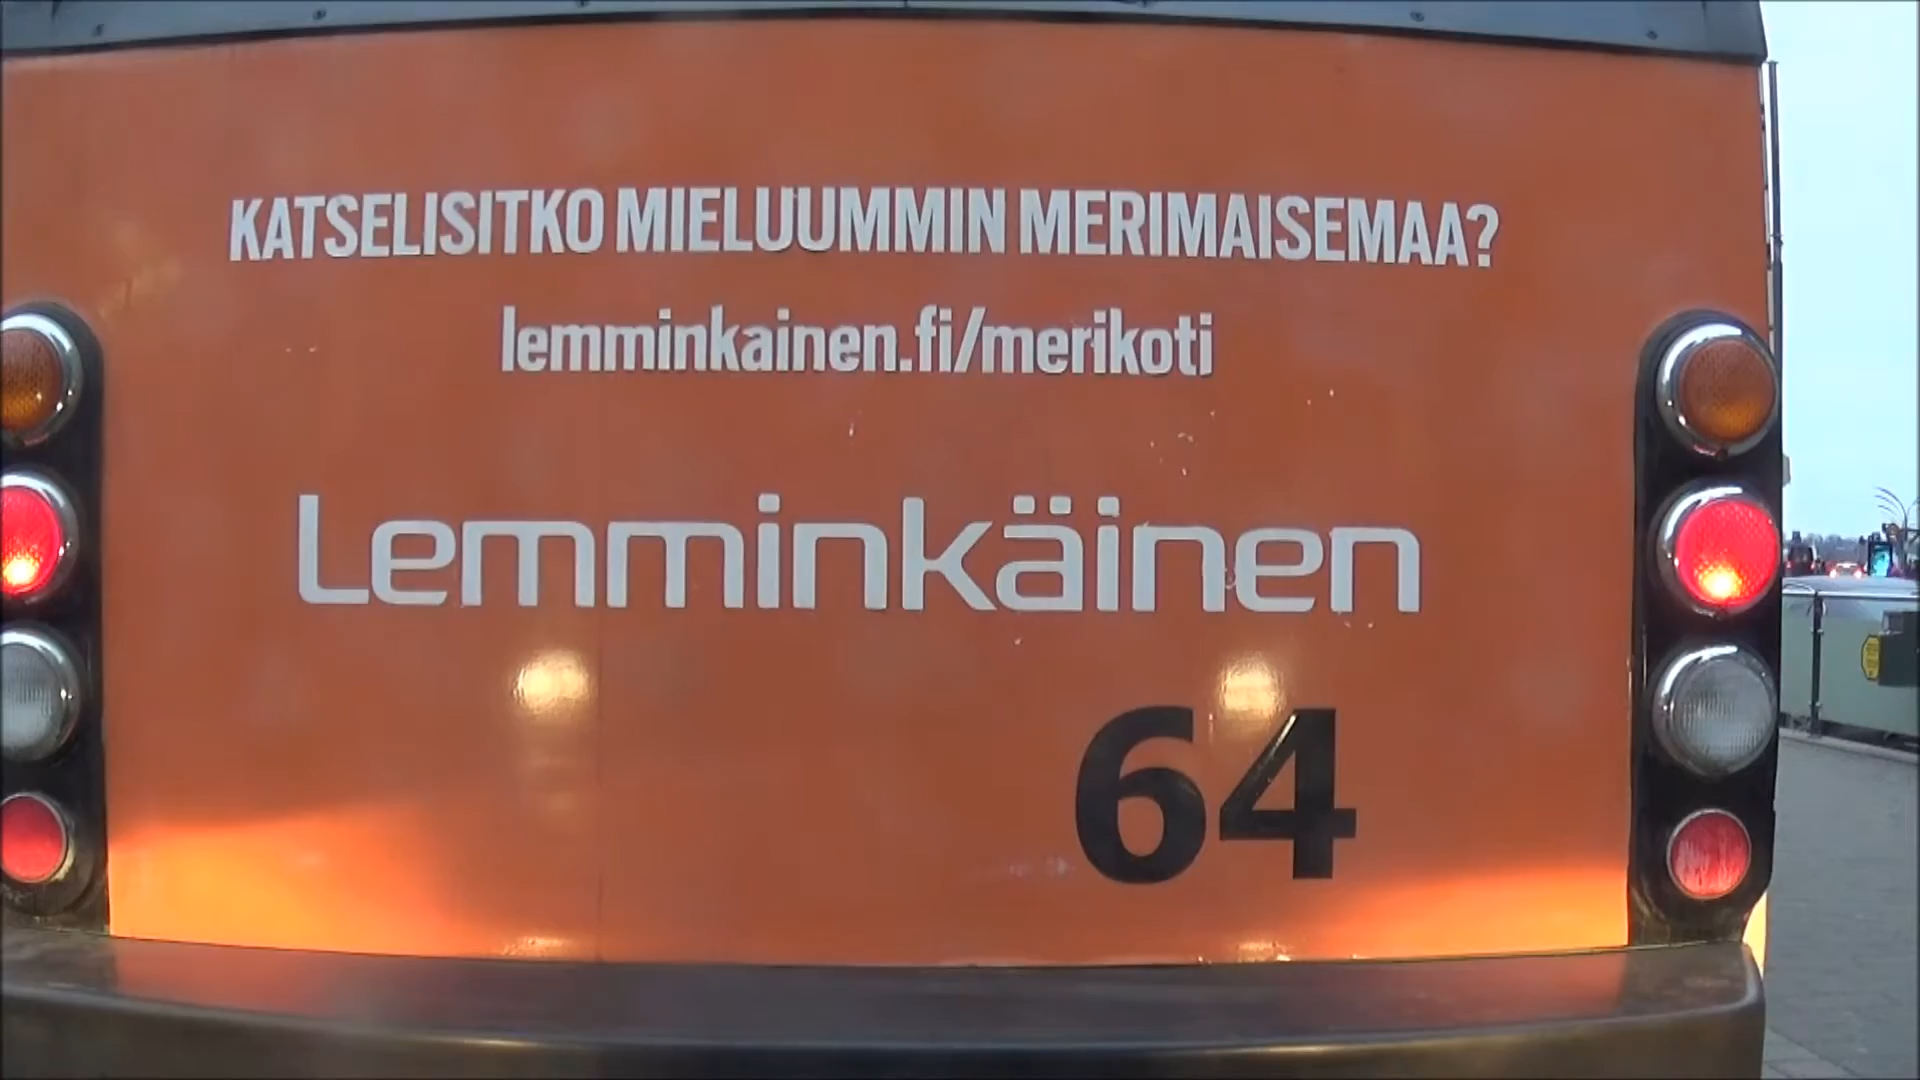 KATSELISITKO MIELUUMMIN MERIMAISEMAA?
lemminkainen.fi/merikoti
Lemminkäinen
64